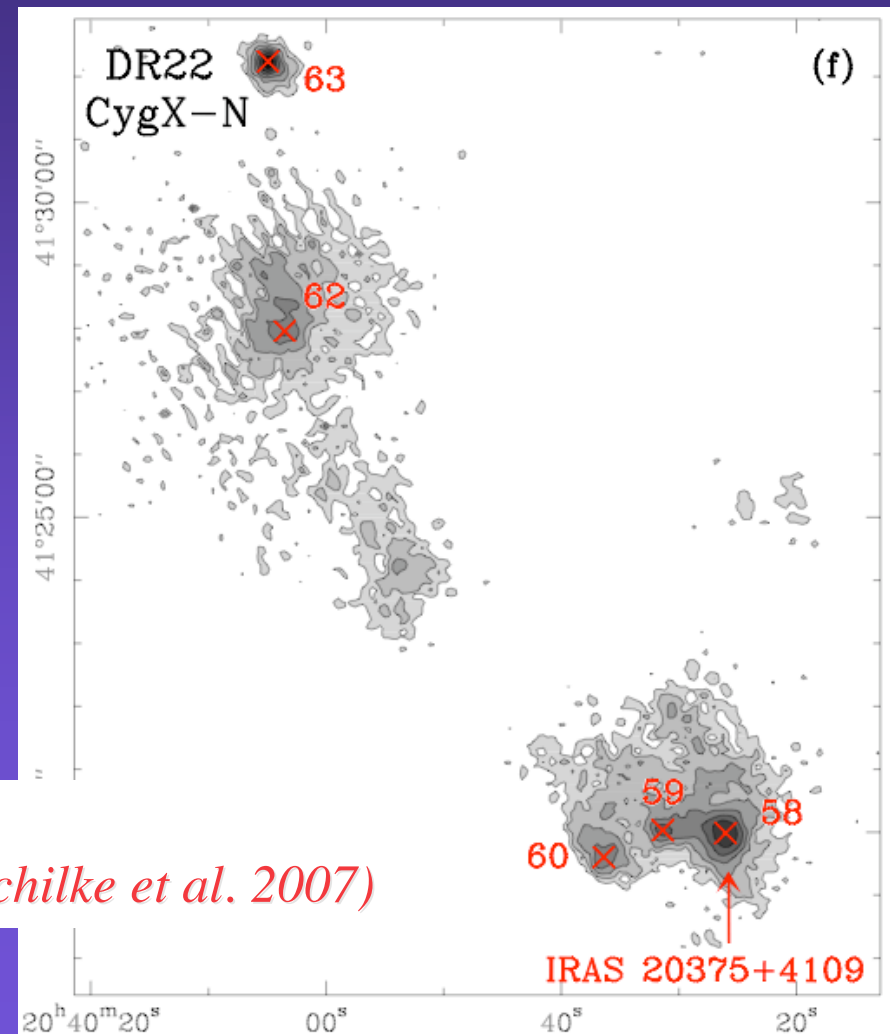 DR22
CygX-N
(f)
63
41°30'00"
62
41°25'00"
"
59
58
60
chilke et al. 2007)
IRAS 20375+4109
20ʰ40ᵐ20ˢ 00ˢ 40ˢ 20ˢ